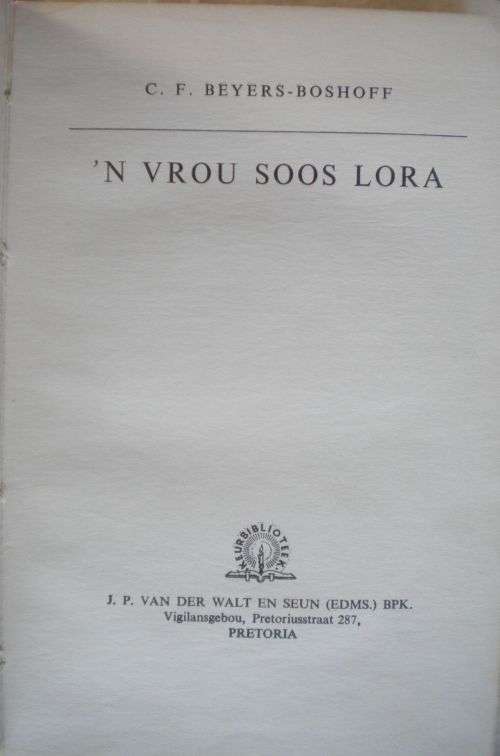 C. F. BEYERS-BOSHOFF
'N VROU SOOS LORA
KEURBIBLIOTEEK
J. P. VAN DER WALT EN SEUN (EDMS.) BPK.
Vigilansgebou, Pretoriusstraat 287,
PRETORIA